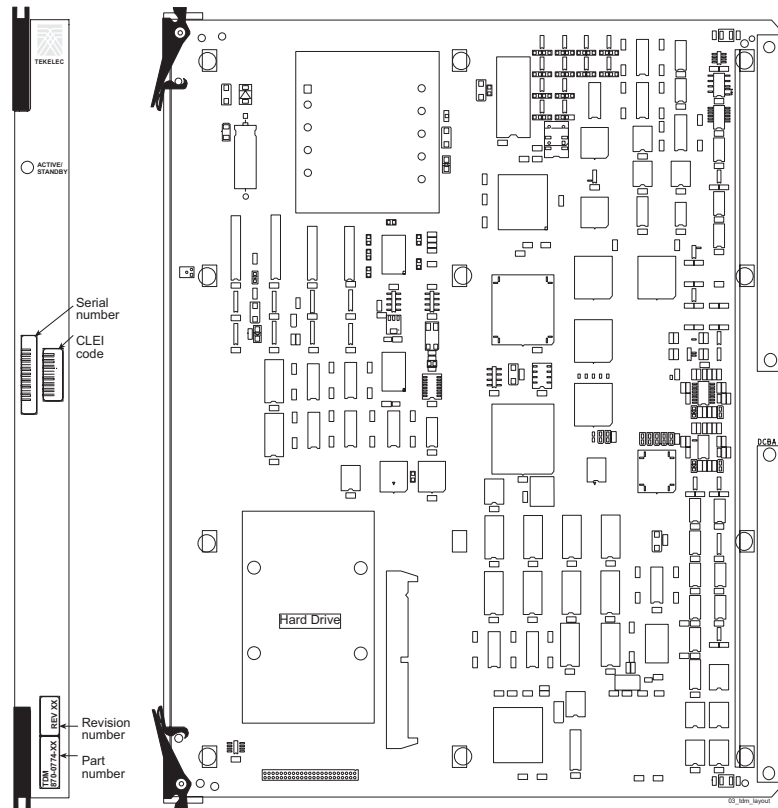 TEKELEC
ACTIVE/
STANDBY
Serial
number
CLEI
code
DCBA
Hard Drive
REV XX
Revision
number
TDM
870-0774-XX
Part
number
03_tdm_layout